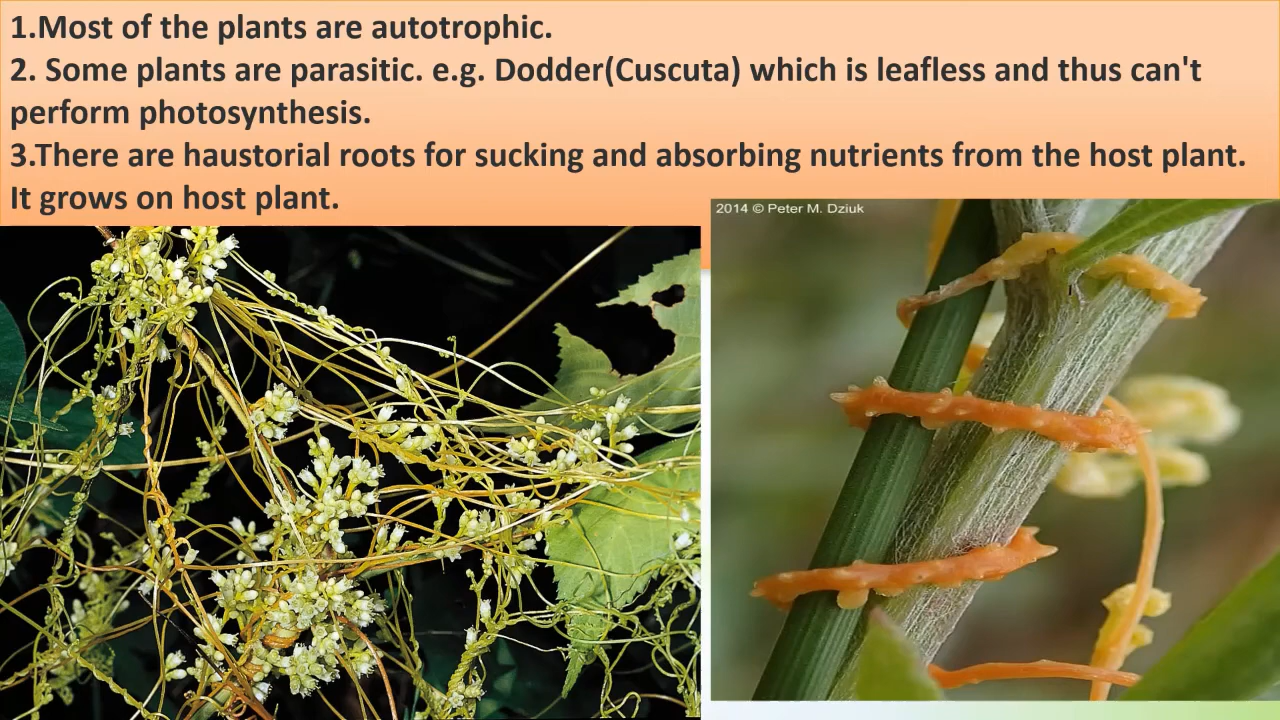 1.Most of the plants are autotrophic.
2. Some plants are parasitic. e.g. Dodder(Cuscuta) which is leafless and thus can't
perform photosynthesis.
3.There are haustorial roots for sucking and absorbing nutrients from the host plant.
It grows on host plant.
2014 © Peter M. Dziuk